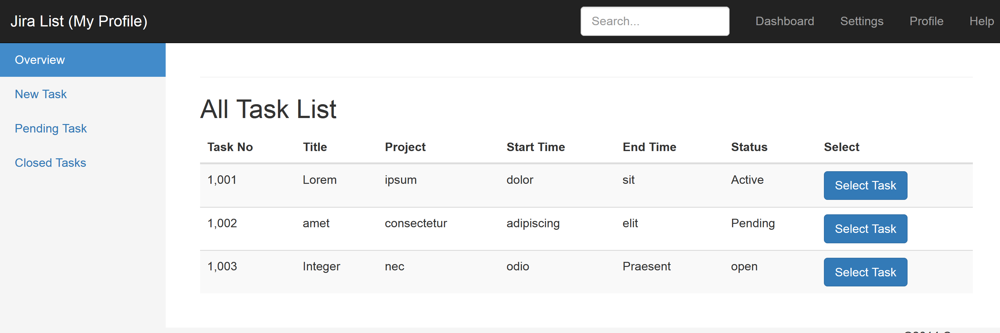 Jira List (My Profile)
Search...
Dashboard Settings Profile Help
Overview
New Task
Pending Task
Closed Tasks
All Task List
Task No Title Project Start Time End Time Status Select
1,001 Lorem ipsum dolor sit Active Select Task
1,002 amet consectetur adipiscing elit Pending Select Task
1,003 Integer nec odio Praesent open Select Task